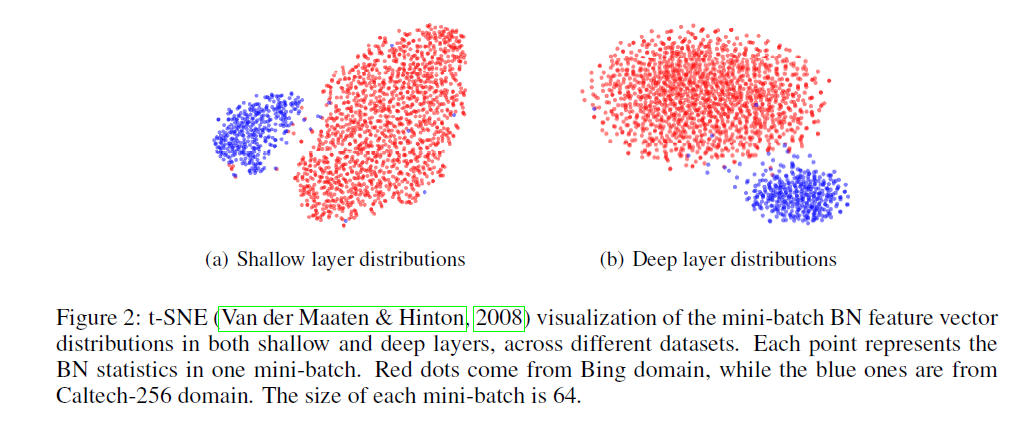 (a) Shallow layer distributions
(b) Deep layer distributions
Figure 2: t-SNE (Van der Maaten & Hinton, 2008) visualization of the mini-batch BN feature vector
distributions in both shallow and deep layers, across different datasets. Each point represents the
BN statistics in one mini-batch. Red dots come from Bing domain, while the blue ones are from
Caltech-256 domain. The size of each mini-batch is 64.